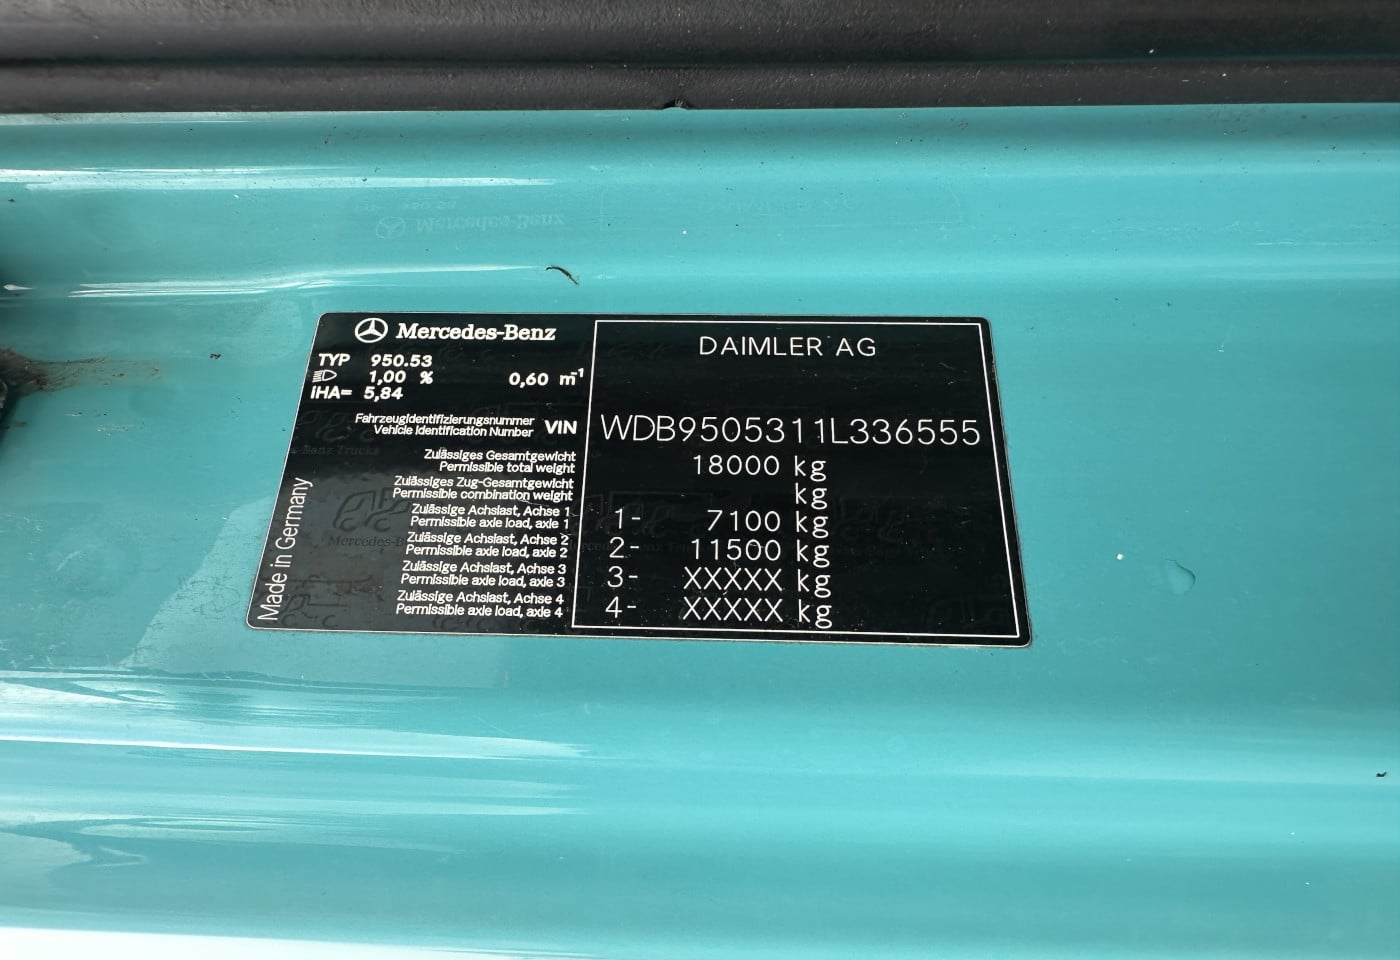 Mercedes-Benz
TYP 950.53
1,00 % 0,60 m⁻¹
iHA= 5,84
DAIMLER AG
Fahrzeugidentifizierungsnummer
Vehicle Identification Number VIN WDB9505311L336555
Zulässiges Gesamtgewicht
Permissible total weight 18000 kg
Zulässiges Zug-Gesamtgewicht
Permissible combination weight kg
Zulässige Achslast, Achse 1
Permissible axle load, axle 1 1- 7100 kg
Zulässige Achslast, Achse 2
Permissible axle load, axle 2 2- 11500 kg
Zulässige Achslast, Achse 3
Permissible axle load, axle 3 3- XXXXX kg
Zulässige Achslast, Achse 4
Permissible axle load, axle 4 4- XXXXX kg
Made in Germany